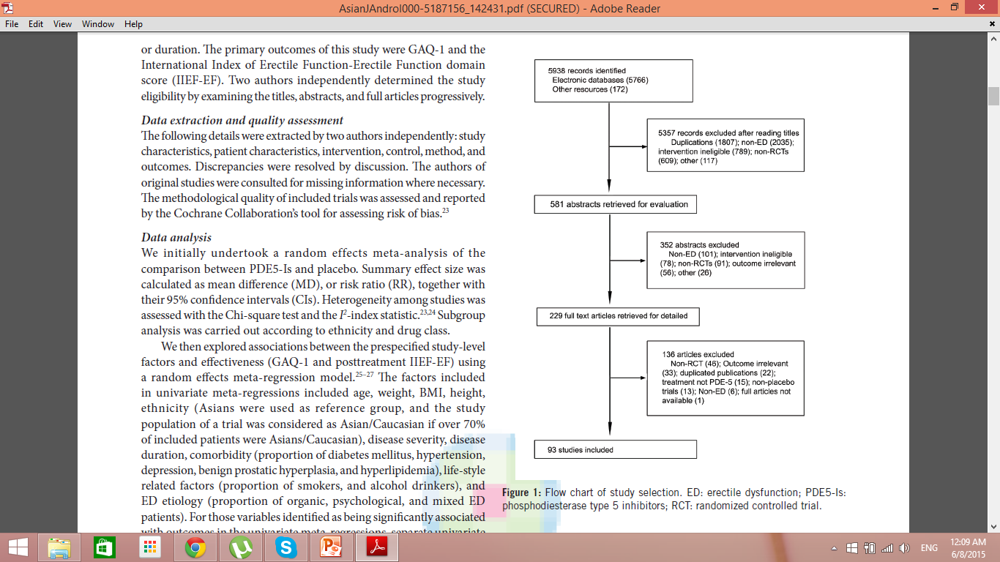 AsianJAndrol000-5187156_142431.pdf (SECURED) - Adobe Reader
File Edit View Window Help
or duration. The primary outcomes of this study were GAQ-1 and the
International Index of Erectile Function-Erectile Function domain
score (IIEF-EF). Two authors independently determined the study
eligibility by examining the titles, abstracts, and full articles progressively.
Data extraction and quality assessment
The following details were extracted by two authors independently: study
characteristics, patient characteristics, intervention, control, method, and
outcomes. Discrepancies were resolved by discussion. The authors of
original studies were consulted for missing information where necessary.
The methodological quality of included trials was assessed and reported
by the Cochrane Collaboration's tool for assessing risk of bias.23
Data analysis
We initially undertook a random effects meta-analysis of the
comparison between PDE5-Is and placebo. Summary effect size was
calculated as mean difference (MD), or risk ratio (RR), together with
their 95% confidence intervals (CIs). Heterogeneity among studies was
assessed with the Chi-square test and the I2-index statistic.23,24 Subgroup
analysis was carried out according to ethnicity and drug class.
We then explored associations between the prespecified study-level
factors and effectiveness (GAQ-1 and posttreatment IIEF-EF) using
a random effects meta-regression model.25–27 The factors included
in univariate meta-regressions included age, weight, BMI, height,
ethnicity (Asians were used as reference group, and the study
population of a trial was considered as Asian/Caucasian if over 70%
of included patients were Asians/Caucasian), disease severity, disease
duration, comorbidity (proportion of diabetes mellitus, hypertension,
depression, benign prostatic hyperplasia, and hyperlipidemia), life-style
related factors (proportion of smokers, and alcohol drinkers), and
ED etiology (proportion of organic, psychological, and mixed ED
patients). For those variables identified as being significantly associated
with outcomes in the univariate meta-regressions, separate univariate
5938 records identified
Electronic databases (5766)
Other resources (172)
5357 records excluded after reading titles
Duplications (1807); non-ED (2035);
intervention ineligible (789); non-RCTs
(609); other (117)
581 abstracts retrieved for evaluation
352 abstracts excluded
Non-ED (101); intervention ineligible
(78); non-RCTs (91); outcome irrelevant
(56); other (26)
229 full text articles retrieved for detailed
136 articles excluded
Non-RCT (46); Outcome irrelevant
(33); duplicated publications (22);
treatment not PDE-5 (15); non-placebo
trials (13); Non-ED (6); full articles not
available (1)
93 studies included
Figure 1: Flow chart of study selection. ED: erectile dysfunction; PDE5-Is:
phosphodiesterase type 5 inhibitors; RCT: randomized controlled trial.
ENG
12:09 AM
6/8/2015